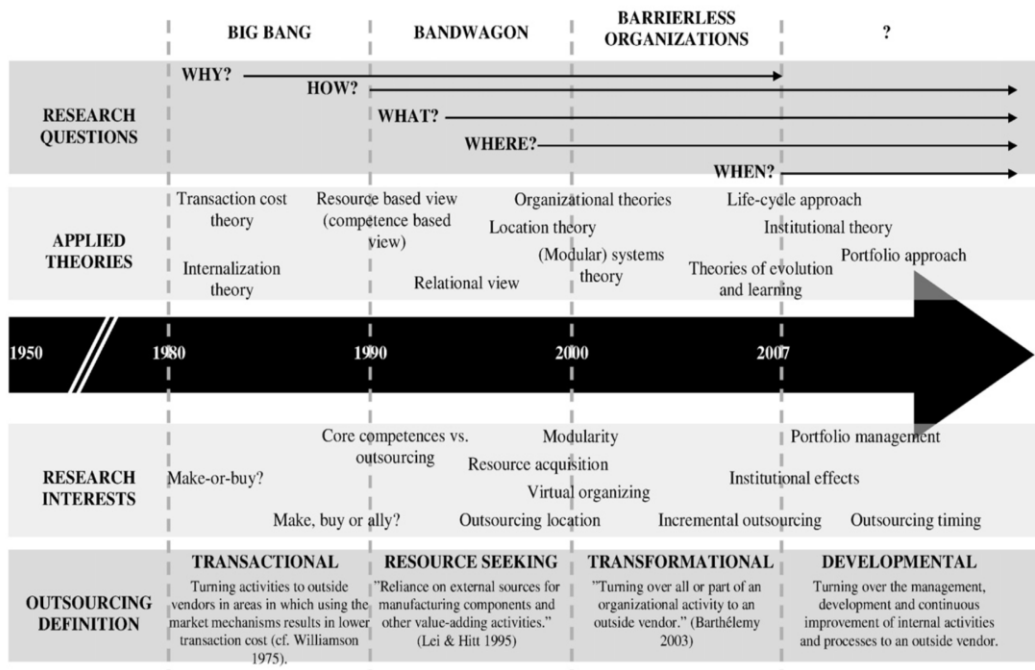 BIG BANG
BANDWAGON
BARRIERLESS
ORGANIZATIONS
?
RESEARCH
QUESTIONS
WHY?
HOW?
WHAT?
WHERE?
WHEN?
APPLIED
THEORIES
Transaction cost
theory
Internalization
theory
Resource based view
(competence based
view)
Relational view
Organizational theories
Location theory
(Modular) systems
theory
Life-cycle approach
Institutional theory
Portfolio approach
Theories of evolution
and learning
1950
1980
1990
2000
2007
RESEARCH
INTERESTS
Make-or-buy?
Core competences vs.
outsourcing
Make, buy or ally?
Modularity
Resource acquisition
Virtual organizing
Outsourcing location
Portfolio management
Institutional effects
Incremental outsourcing
Outsourcing timing
OUTSOURCING
DEFINITION
TRANSACTIONAL
Turning activities to outside
vendors in areas in which using the
market mechanisms results in lower
transaction cost (cf. Williamson
1975).
RESOURCE SEEKING
”Reliance on external sources for
manufacturing components and
other value-adding activities.”
(Lei & Hitt 1995)
TRANSFORMATIONAL
”Turning over all or part of an
organizational activity to an
outside vendor.” (Barthélemy
2003)
DEVELOPMENTAL
Turning over the management,
development and continuous
improvement of internal activities
and processes to an outside vendor.